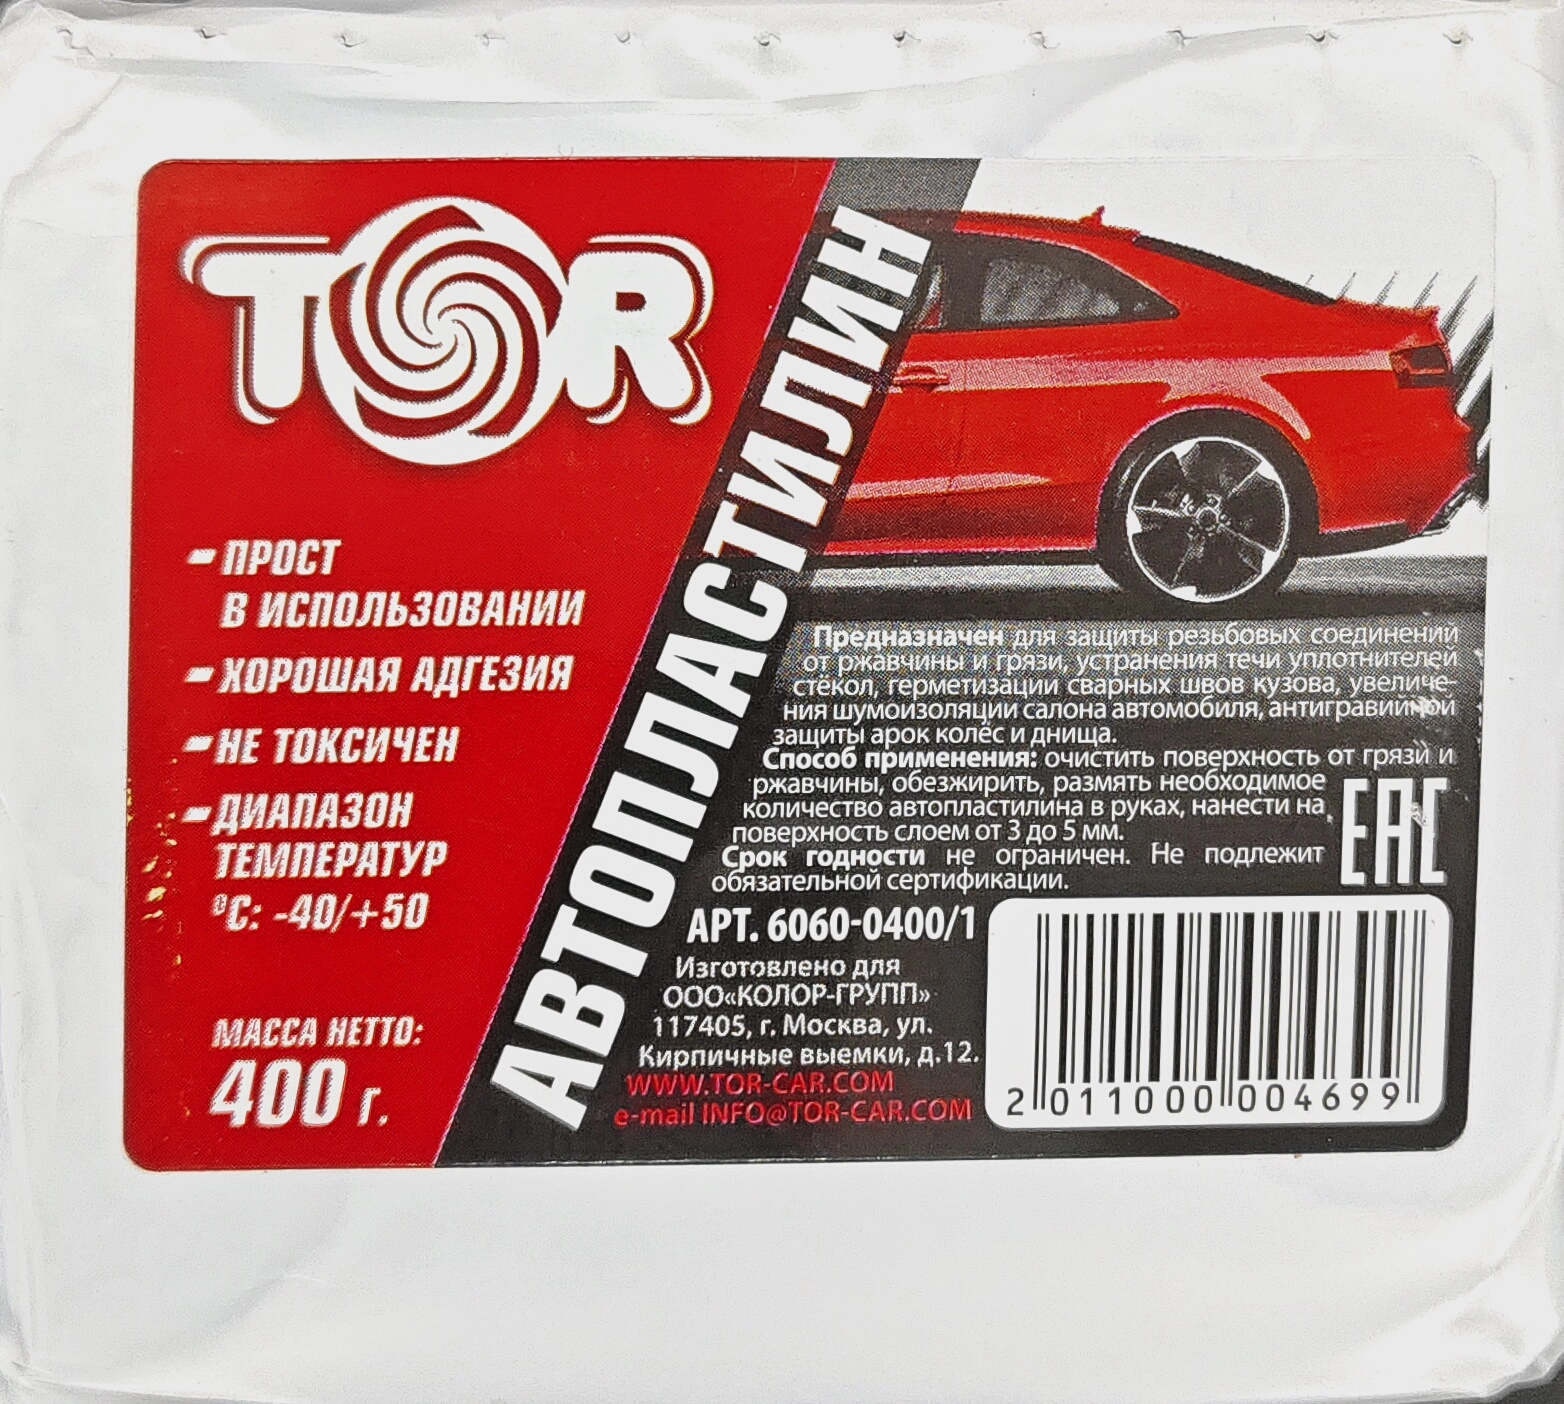 TOR
АВТОПЛАСТИЛИН
- ПРОСТ
В ИСПОЛЬЗОВАНИИ
- ХОРОШАЯ АДГЕЗИЯ
- НЕ ТОКСИЧЕН
- ДИАПАЗОН
ТЕМПЕРАТУР
ºС: -40/+50
МАССА НЕТТО:
400 г.
Предназначен для защиты резьбовых соединений
от ржавчины и грязи, устранения течи уплотнителей
стёкол, герметизации сварных швов кузова, увеличе-
ния шумоизоляции салона автомобиля, антигравийной
защиты арок колёс и днища.
Способ применения: очистить поверхность от грязи и
ржавчины, обезжирить, размять необходимое
количество автопластилина в руках, нанести на
поверхность слоем от 3 до 5 мм.
Срок годности не ограничен. Не подлежит
обязательной сертификации.
EAC
АРТ. 6060-0400/1
Изготовлено для
ООО«КОЛОР-ГРУПП»
117405, г. Москва, ул.
Кирпичные выемки, д.12.
WWW.TOR-CAR.COM
e-mail INFO@TOR-CAR.COM
2 011000 004699